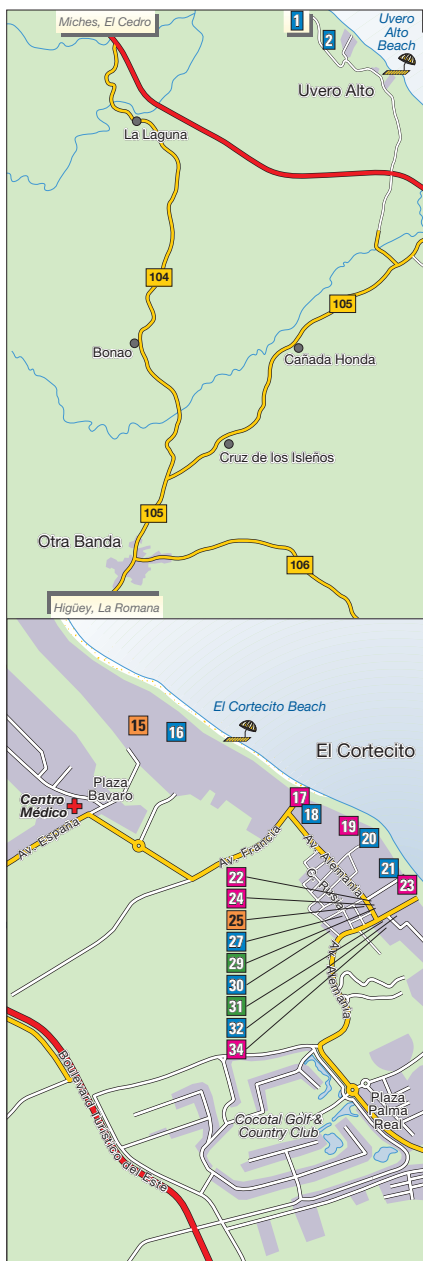 Miches, El Cedro
1
2
Uvero
Alto
Beach
Uvero Alto
La Laguna
104
105
Bonao
Cañada Honda
Cruz de los Isleños
105
Otra Banda
106
Higüey, La Romana
El Cortecito Beach
15
16
El Cortecito
Plaza
Bavaro
Centro
Médico
17
18
19
20
21
23
Av. España
Av. Francia
Av. Alemania
C. Rusia
22
24
25
27
29
30
31
32
34
Av. Alemania
Boulevard Turístico del Este
Cocotal Golf &
Country Club
Plaza
Palma
Real